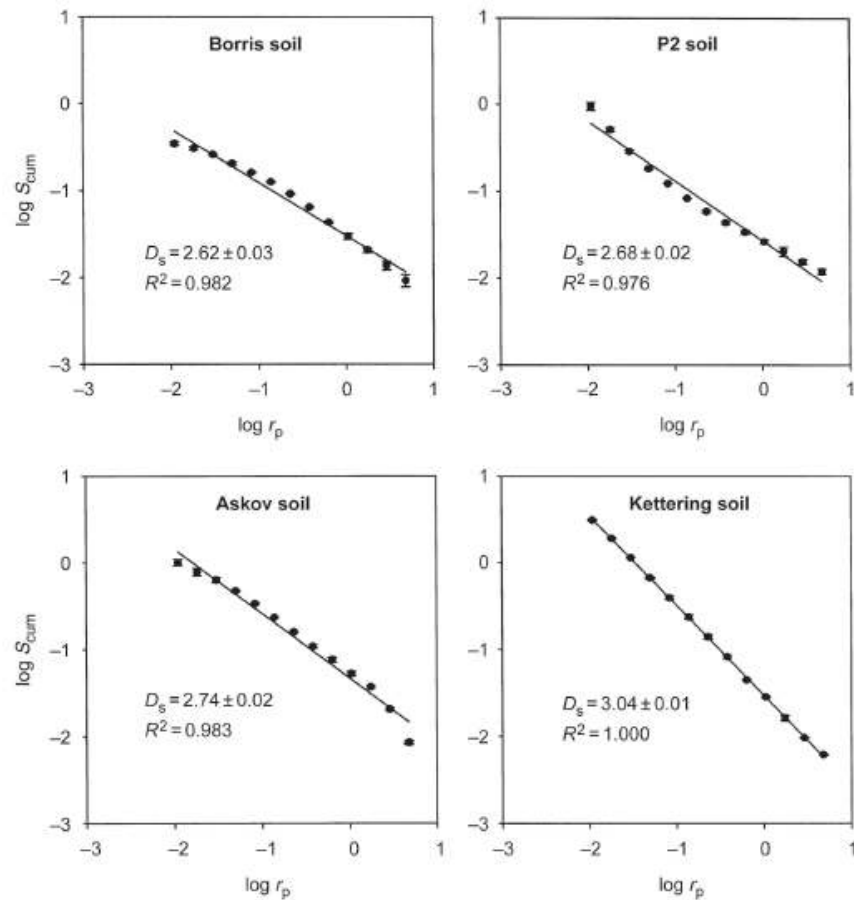 Borris soil
1
0
−1
−2
−3
−3
−2
−1
0
1
log S_cum
log r_p
D_s = 2.62 ± 0.03
R² = 0.982
P2 soil
1
0
−1
−2
−3
−3
−2
−1
0
1
log r_p
D_s = 2.68 ± 0.02
R² = 0.976
Askov soil
1
0
−1
−2
−3
−3
−2
−1
0
1
log S_cum
log r_p
D_s = 2.74 ± 0.02
R² = 0.983
Kettering soil
1
0
−1
−2
−3
−3
−2
−1
0
1
log r_p
D_s = 3.04 ± 0.01
R² = 1.000